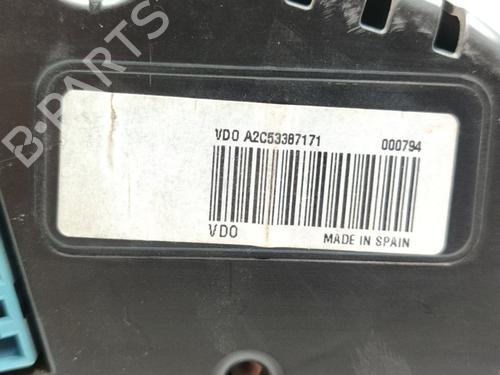 B-PARTS
VDO A2C53387171 000794
VDO MADE IN SPAIN